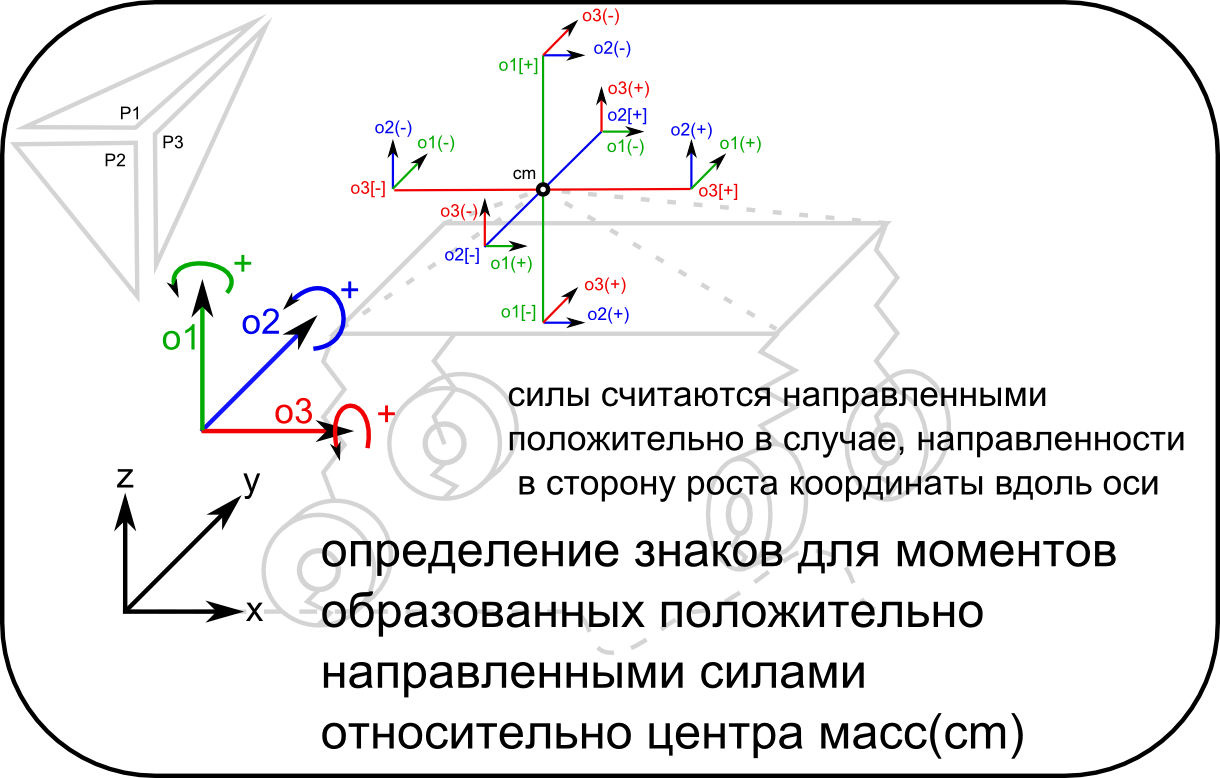 o3(-)
o2(-)
o1[+]
o3(+)
o2[+]
o1(-)
P1
P2
P3
o2(-)
o1(-)
o3[-]
o2(+)
o1(+)
o3[+]
cm
o3(-)
o2[-]
o1(+)
o3(+)
o1[-]
o2(+)
+
o1
+
o2
+
o3
силы считаются направленными
положительно в случае, направленности
в сторону роста координаты вдоль оси
z
y
x
определение знаков для моментов
образованных положительно
направленными силами
относительно центра масс(cm)